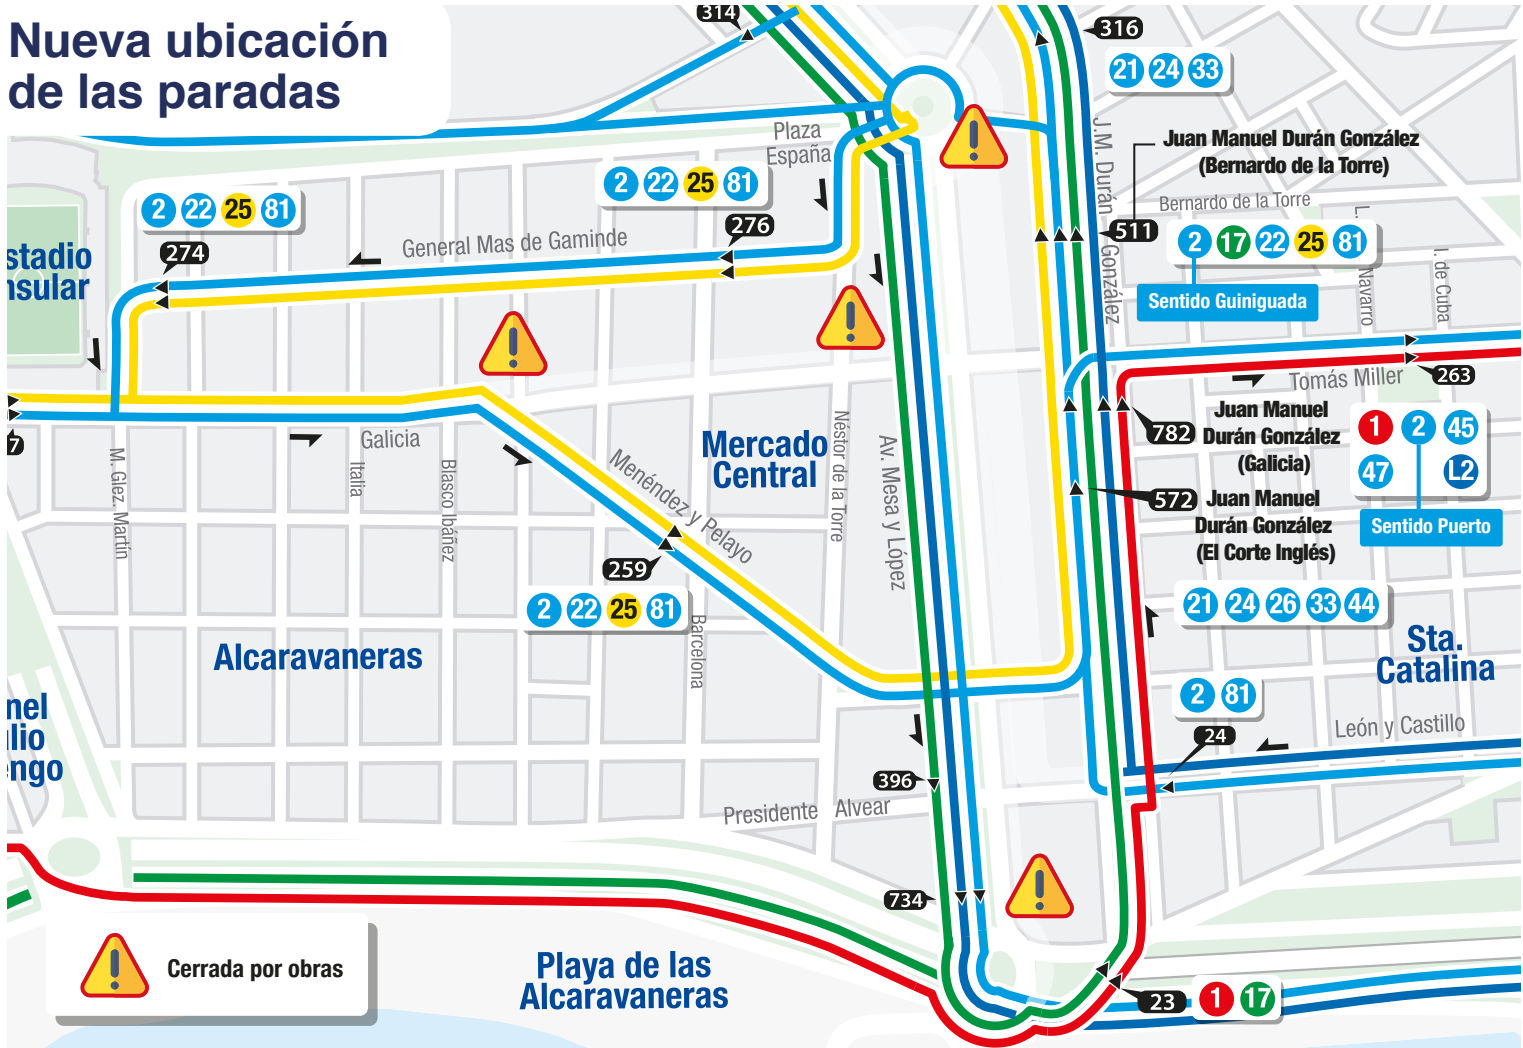 Nueva ubicación
de las paradas
314
316
21 24 33
Plaza
España
Juan Manuel Durán González
(Bernardo de la Torre)
J.M. Durán González
Bernardo de la Torre
2 22 25 81
2 22 25 81
276
274
General Mas de Gaminde
511
2 17 22 25 81
Sentido Guiniguada
L.
Navarro
I. de Cuba
stadio
nsular
Tomás Miller
263
7
Galicia
M. Glez. Martín
Italia
Blasco Ibáñez
Menéndez y Pelayo
Mercado
Central
Néstor de la Torre
Av. Mesa y López
782
Juan Manuel
Durán González
(Galicia)
1 2 45
47 L2
Sentido Puerto
572
Juan Manuel
Durán González
(El Corte Inglés)
21 24 26 33 44
259
2 22 25 81
Barcelona
Alcaravaneras
Sta.
Catalina
2 81
24
León y Castillo
nel
lio
engo
396
Presidente Alvear
734
Cerrada por obras
Playa de las
Alcaravaneras
23
1 17